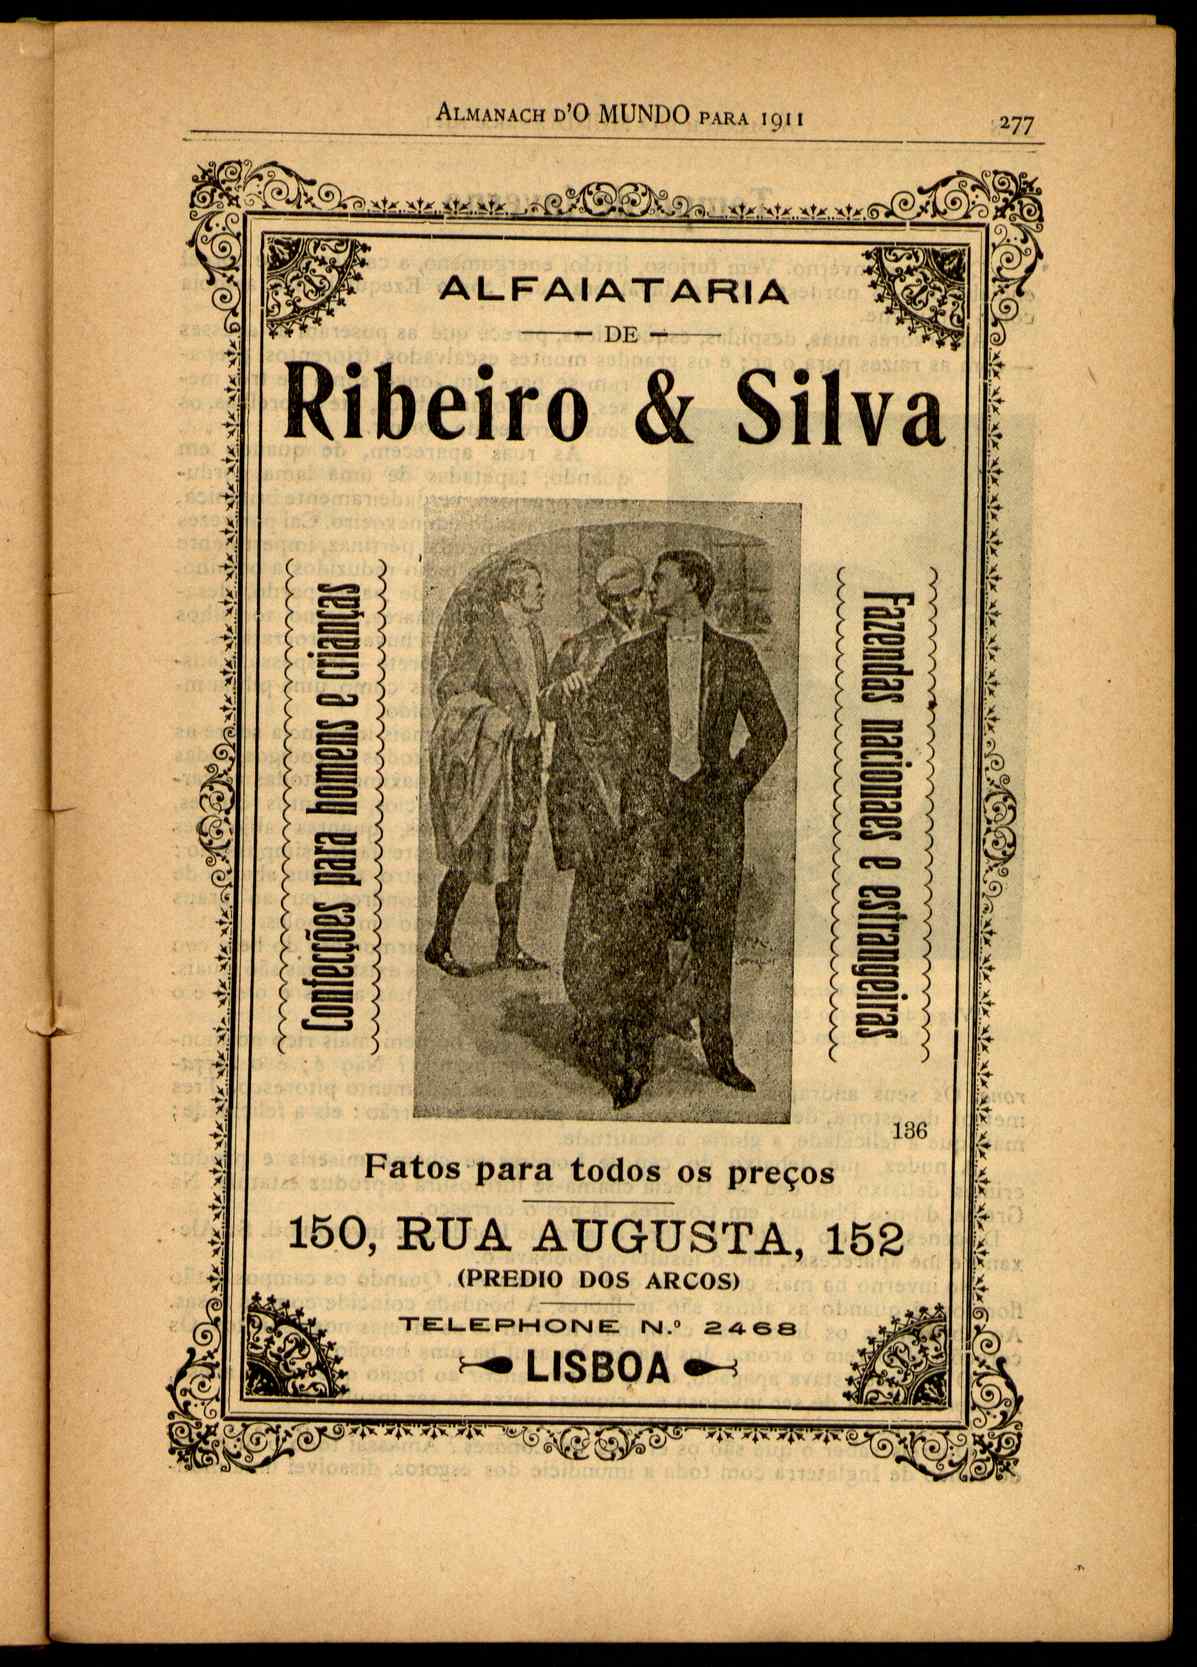 ALMANACH D'O MUNDO PARA 1911
277
ALFAIATARIA
DE
Ribeiro & Silva
Confecções para homens e crianças
Fazendas nacionaes e estrangeiras
136
Fatos para todos os preços
150, RUA AUGUSTA, 152
(PREDIO DOS ARCOS)
TELEPHONE N.º 2468
LISBOA